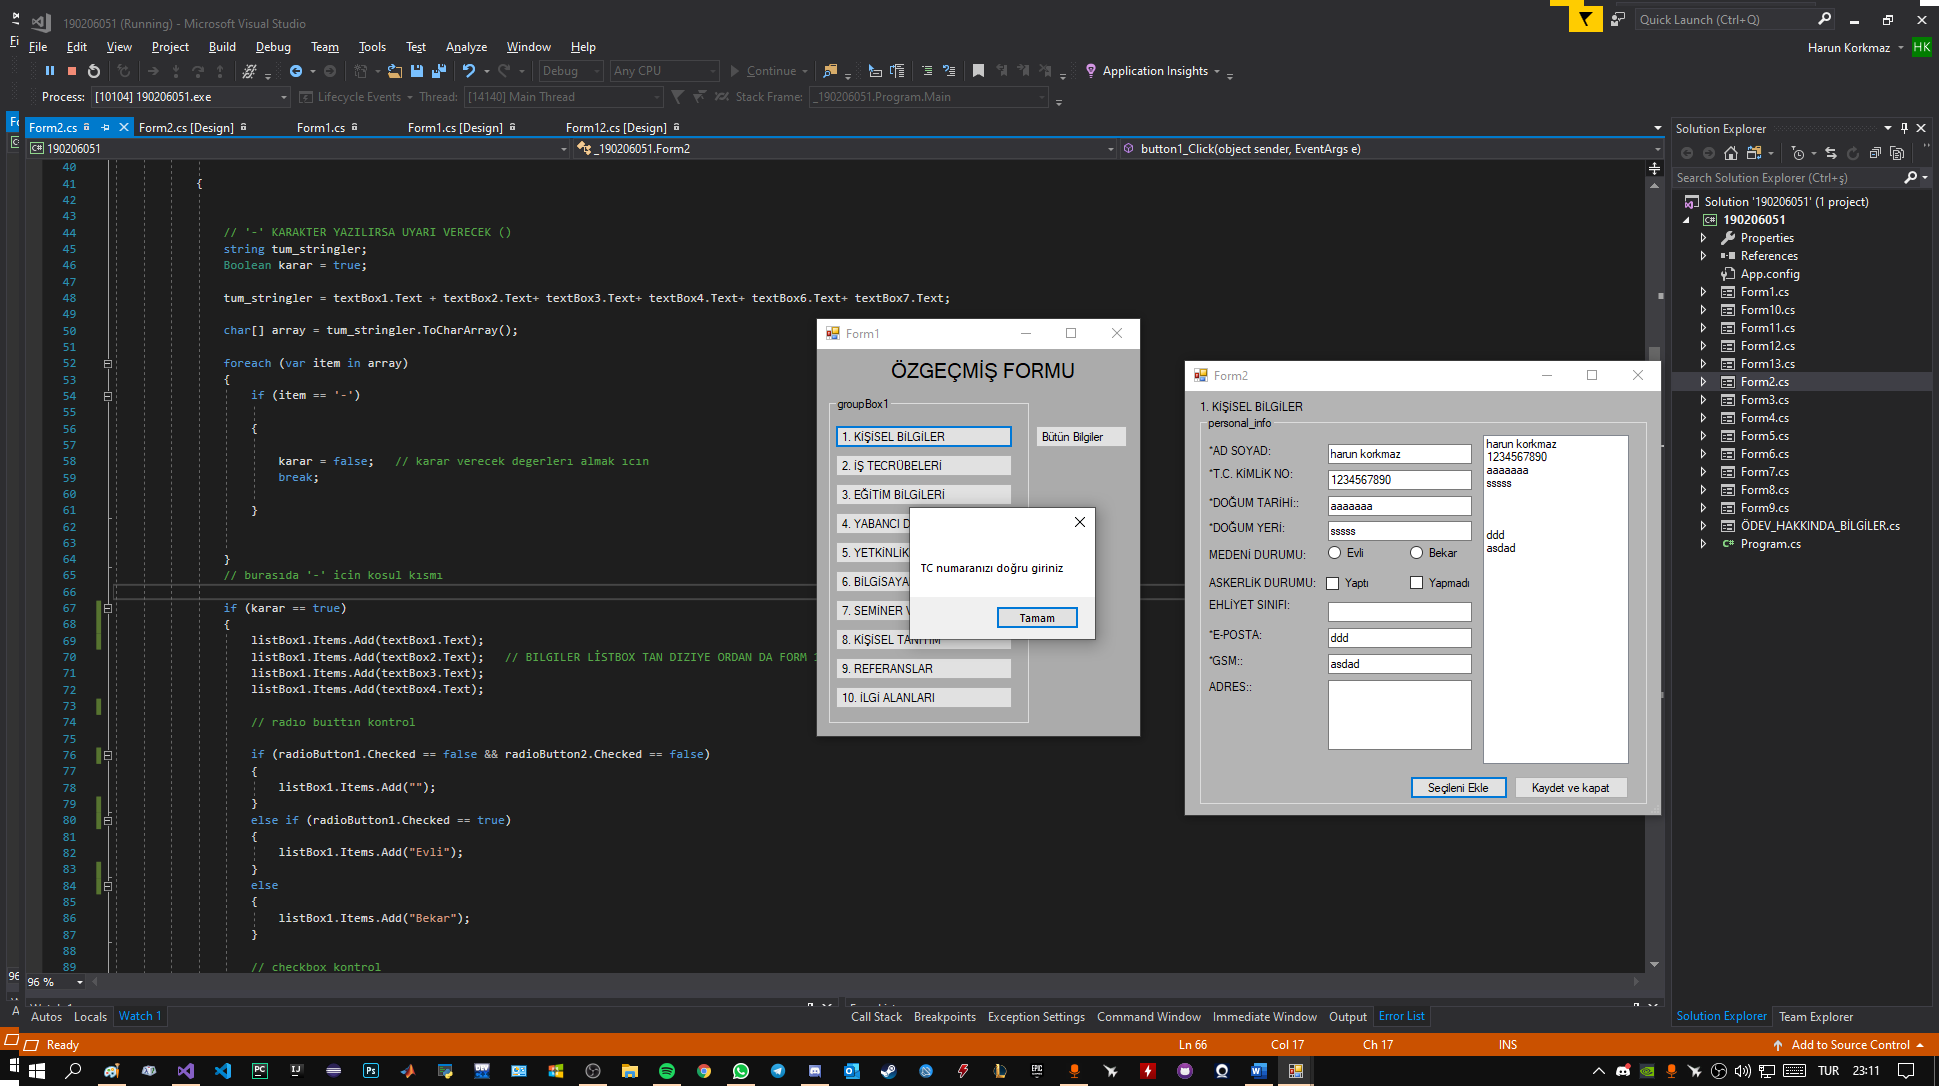 190206051 (Running) - Microsoft Visual Studio
Quick Launch (Ctrl+Q)
File Edit View Project Build Debug Team Tools Test Analyze Window Help
Harun Korkmaz HK
Debug Any CPU Continue Application Insights
Process: [10104] 190206051.exe Lifecycle Events Thread: [14140] Main Thread Stack Frame: _190206051.Program.Main
Form2.cs Form2.cs [Design] Form1.cs Form1.cs [Design] Form12.cs [Design]
190206051 _190206051.Form2 button1_Click(object sender, EventArgs e)
40
41 {
42
43
44 // '-' KARAKTER YAZILIRSA UYARI VERECEK ()
45 string tum_stringler;
46 Boolean karar = true;
47
48 tum_stringler = textBox1.Text + textBox2.Text+ textBox3.Text+ textBox4.Text+ textBox6.Text+ textBox7.Text;
49
50 char[] array = tum_stringler.ToCharArray();
51
52 foreach (var item in array)
53 {
54 if (item == '-')
55
56 {
57
58 karar = false; // karar verecek degerlerı almak ıcın
59 break;
60
61 }
62
63
64 }
65 // burasıda '-' icin kosul kısmı
66
67 if (karar == true)
68 {
69 listBox1.Items.Add(textBox1.Text);
70 listBox1.Items.Add(textBox2.Text); // BILGILER LİSTBOX TAN DIZIYE ORDAN DA FORM 1
71 listBox1.Items.Add(textBox3.Text);
72 listBox1.Items.Add(textBox4.Text);
73
74 // radıo buıttın kontrol
75
76 if (radioButton1.Checked == false && radioButton2.Checked == false)
77 {
78 listBox1.Items.Add("");
79 }
80 else if (radioButton1.Checked == true)
81 {
82 listBox1.Items.Add("Evli");
83 }
84 else
85 {
86 listBox1.Items.Add("Bekar");
87 }
88
89 // checkbox kontrol
96 %
Form1
ÖZGEÇMİŞ FORMU
groupBox1
1. KİŞİSEL BİLGİLER
Bütün Bilgiler
2. İŞ TECRÜBELERİ
3. EĞİTİM BİLGİLERİ
4. YABANCI D
5. YETKİNLİK
6. BİLGİSAYA
7. SEMİNER V
8. KİŞİSEL TANITIM
9. REFERANSLAR
10. İLGİ ALANLARI
TC numaranızı doğru giriniz
Tamam
Form2
1. KİŞİSEL BİLGİLER
personal_info
*AD SOYAD: harun korkmaz
*T.C. KİMLİK NO: 1234567890
*DOĞUM TARİHİ:: aaaaaaa
*DOĞUM YERİ: sssss
MEDENİ DURUMU: Evli Bekar
ASKERLİK DURUMU: Yaptı Yapmadı
EHLİYET SINIFI:
*E-POSTA: ddd
*GSM:: asdad
ADRES::
harun korkmaz
1234567890
aaaaaaa
sssss
ddd
asdad
Seçileni Ekle Kaydet ve kapat
Solution Explorer
Search Solution Explorer (Ctrl+ş)
Solution '190206051' (1 project)
190206051
Properties
References
App.config
Form1.cs
Form10.cs
Form11.cs
Form12.cs
Form13.cs
Form2.cs
Form3.cs
Form4.cs
Form5.cs
Form6.cs
Form7.cs
Form8.cs
Form9.cs
ÖDEV_HAKKINDA_BİLGİLER.cs
Program.cs
Autos Locals Watch 1
Call Stack Breakpoints Exception Settings Command Window Immediate Window Output Error List
Solution Explorer Team Explorer
Ready Ln 66 Col 17 Ch 17 INS Add to Source Control
TUR 23:11